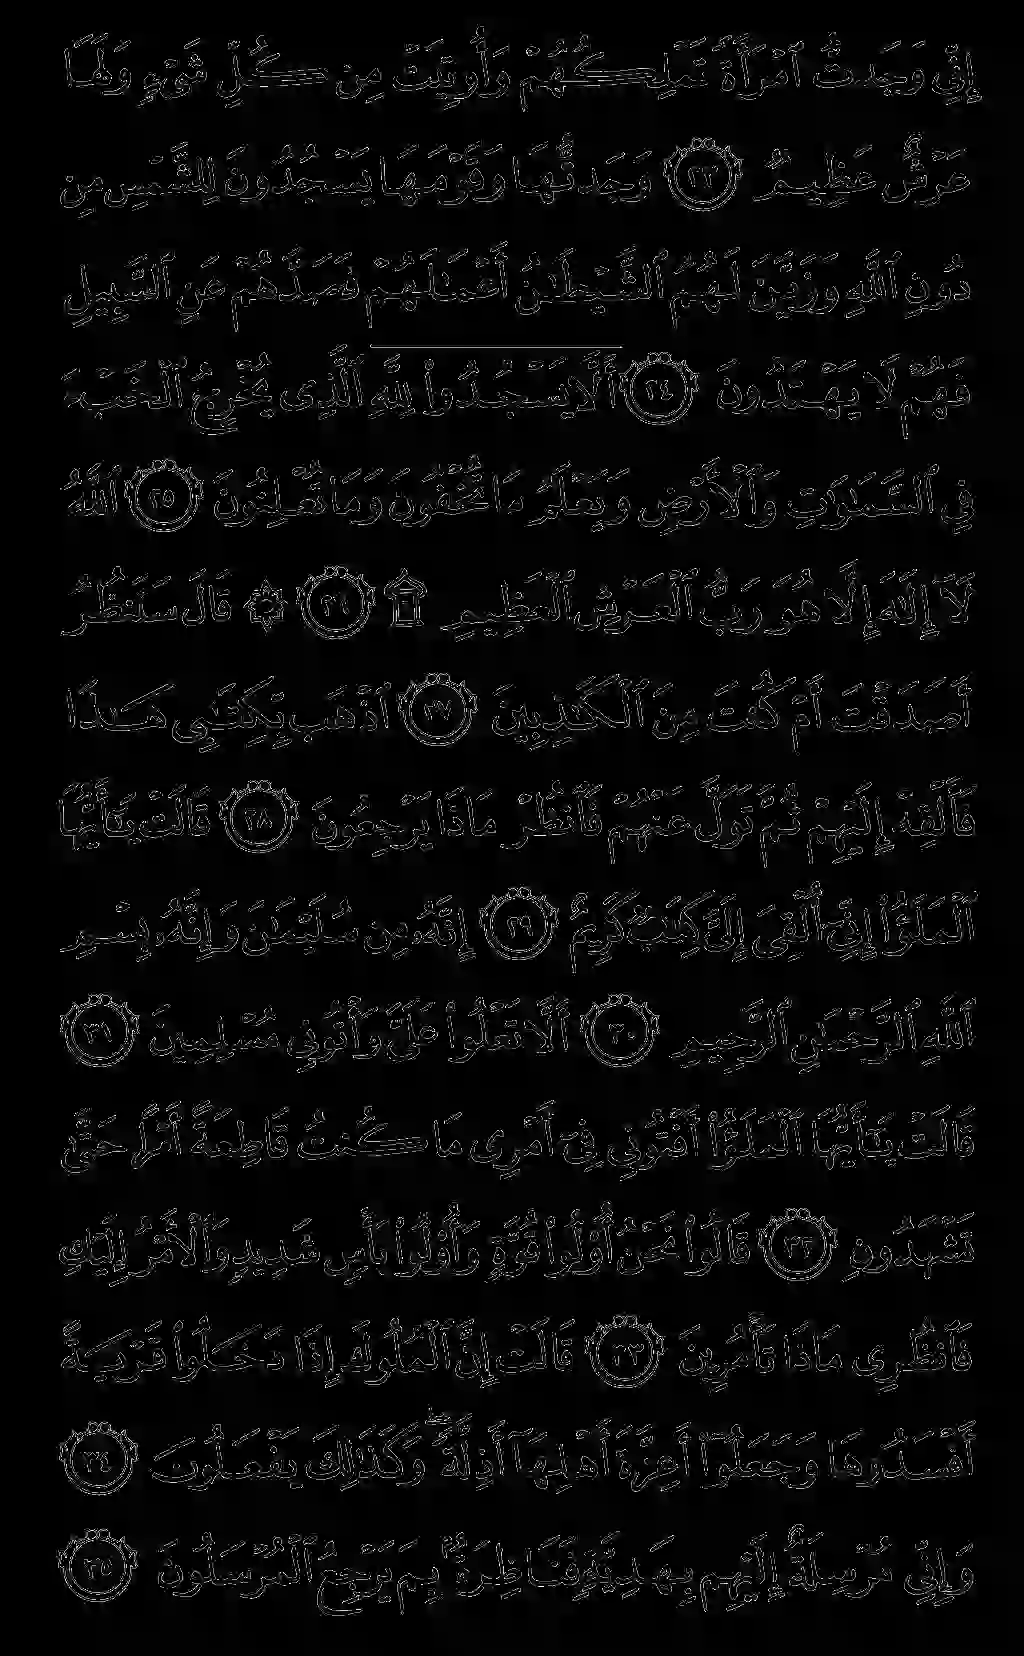 إِنِّي وَجَدتُّ ٱمْرَأَةً تَمْلِكُهُمْ وَأُوتِيَتْ مِن كُلِّ شَيْءٍ وَلَهَا
عَرْشٌ عَظِيمٌ ٢٣ وَجَدتُّهَا وَقَوْمَهَا يَسْجُدُونَ لِلشَّمْسِ مِن
دُونِ ٱللَّهِ وَزَيَّنَ لَهُمُ ٱلشَّيْطَٰنُ أَعْمَٰلَهُمْ فَصَدَّهُمْ عَنِ ٱلسَّبِيلِ
فَهُمْ لَا يَهْتَدُونَ ٢٤ أَلَّا يَسْجُدُوا۟ لِلَّهِ ٱلَّذِي يُخْرِجُ ٱلْخَبْءَ
فِي ٱلسَّمَٰوَٰتِ وَٱلْأَرْضِ وَيَعْلَمُ مَا تُخْفُونَ وَمَا تُعْلِنُونَ ٢٥ ٱللَّهُ
لَآ إِلَٰهَ إِلَّا هُوَ رَبُّ ٱلْعَرْشِ ٱلْعَظِيمِ ۩ ٢٦ ۞ قَالَ سَنَنظُرُ
أَصَدَقْتَ أَمْ كُنتَ مِنَ ٱلْكَٰذِبِينَ ٢٧ ٱذْهَب بِّكِتَٰبِي هَٰذَا
فَأَلْقِهْ إِلَيْهِمْ ثُمَّ تَوَلَّ عَنْهُمْ فَٱنظُرْ مَاذَا يَرْجِعُونَ ٢٨ قَالَتْ يَٰٓأَيُّهَا
ٱلْمَلَؤُا۟ إِنِّيٓ أُلْقِيَ إِلَيَّ كِتَٰبٌ كَرِيمٌ ٢٩ إِنَّهُۥ مِن سُلَيْمَٰنَ وَإِنَّهُۥ بِسْمِ
ٱللَّهِ ٱلرَّحْمَٰنِ ٱلرَّحِيمِ ٣٠ أَلَّا تَعْلُوا۟ عَلَيَّ وَأْتُونِي مُسْلِمِينَ ٣١
قَالَتْ يَٰٓأَيُّهَا ٱلْمَلَؤُا۟ أَفْتُونِي فِيٓ أَمْرِي مَا كُنتُ قَاطِعَةً أَمْرًا حَتَّىٰ
تَشْهَدُونِ ٣٢ قَالُوا۟ نَحْنُ أُو۟لُوا۟ قُوَّةٍ وَأُو۟لُوا۟ بَأْسٍ شَدِيدٍ وَٱلْأَمْرُ إِلَيْكِ
فَٱنظُرِي مَاذَا تَأْمُرِينَ ٣٣ قَالَتْ إِنَّ ٱلْمُلُوكَ إِذَا دَخَلُوا۟ قَرْيَةً
أَفْسَدُوهَا وَجَعَلُوٓا۟ أَعِزَّةَ أَهْلِهَآ أَذِلَّةً ۖ وَكَذَٰلِكَ يَفْعَلُونَ ٣٤
وَإِنِّي مُرْسِلَةٌ إِلَيْهِم بِهَدِيَّةٍ فَنَاظِرَةٌۢ بِمَ يَرْجِعُ ٱلْمُرْسَلُونَ ٣٥